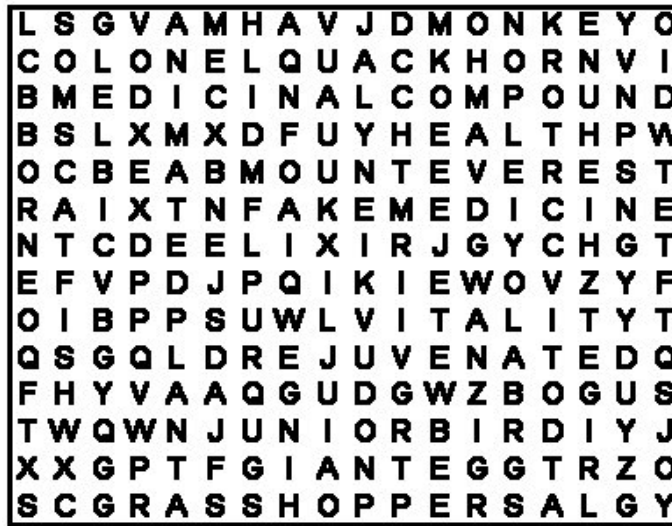 L S G V A M H A V J D M O N K E Y O
C O L O N E L Q U A C K H O R N V I
B M E D I C I N A L C O M P O U N D
B S L X M X D F U Y H E A L T H P W
O C B E A B M O U N T E V E R E S T
R A I X T N F A K E M E D I C I N E
N T C D E E L I X I R J G Y C H G T
E F V P D J P Q I K I E W O V Z Y F
O I B P P S U W L V I T A L I T Y T
Q S G Q L D R E J U V E N A T E D Q
F H Y V A A Q G U D G W Z B O G U S
T W Q W N J U N I O R B I R D I Y J
X X G P T F G I A N T E G G T R Z O
S C G R A S S H O P P E R S A L G Y